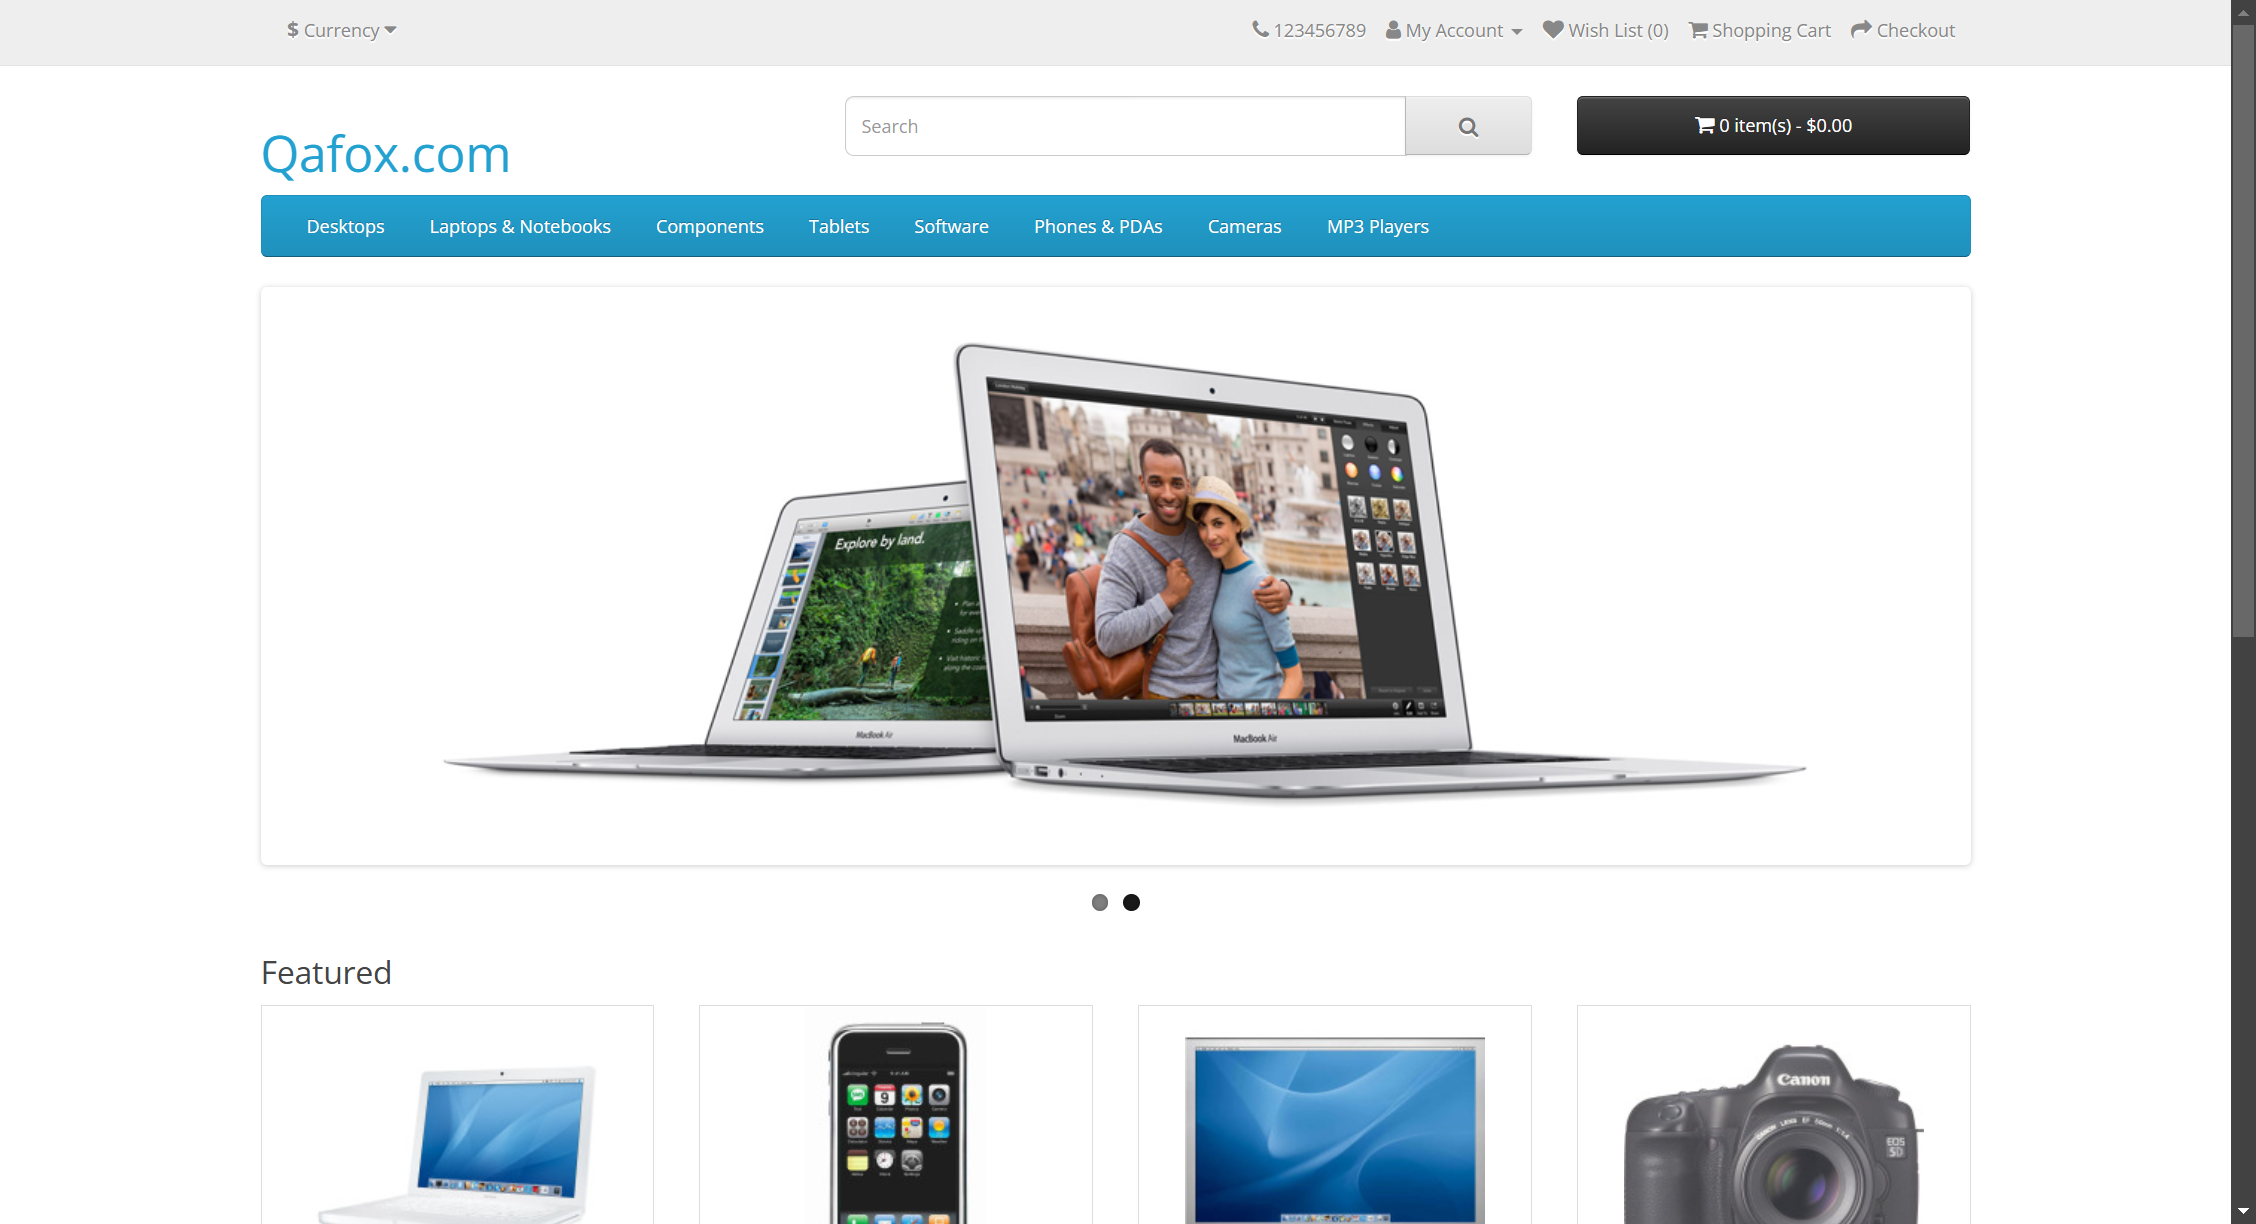 $ Currency
123456789 My Account Wish List (0) Shopping Cart Checkout
Qafox.com
Search
0 item(s) - $0.00
Desktops Laptops & Notebooks Components Tablets Software Phones & PDAs Cameras MP3 Players
Explore by land.
MacBook Air
MacBook Air
Featured
Canon
EOS
5D